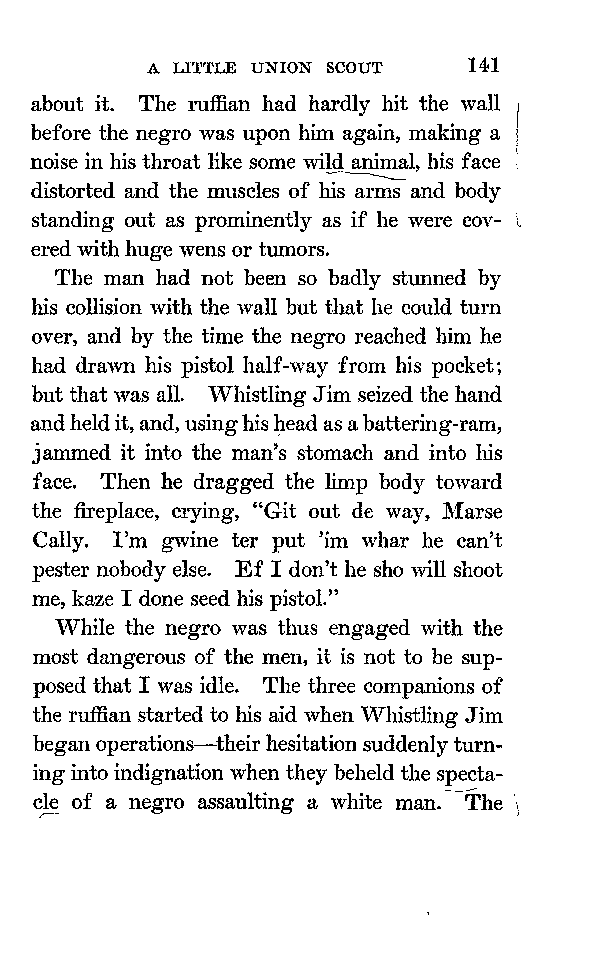 A LITTLE UNION SCOUT 141
about it. The ruffian had hardly hit the wall
before the negro was upon him again, making a
noise in his throat like some wild animal, his face
distorted and the muscles of his arms and body
standing out as prominently as if he were cov-
ered with huge wens or tumors.
The man had not been so badly stunned by
his collision with the wall but that he could turn
over, and by the time the negro reached him he
had drawn his pistol half-way from his pocket;
but that was all. Whistling Jim seized the hand
and held it, and, using his head as a battering-ram,
jammed it into the man's stomach and into his
face. Then he dragged the limp body toward
the fireplace, crying, "Git out de way, Marse
Cally. I'm gwine ter put 'im whar he can't
pester nobody else. Ef I don't he sho will shoot
me, kaze I done seed his pistol."
While the negro was thus engaged with the
most dangerous of the men, it is not to be sup-
posed that I was idle. The three companions of
the ruffian started to his aid when Whistling Jim
began operations—their hesitation suddenly turn-
ing into indignation when they beheld the specta-
cle of a negro assaulting a white man. The